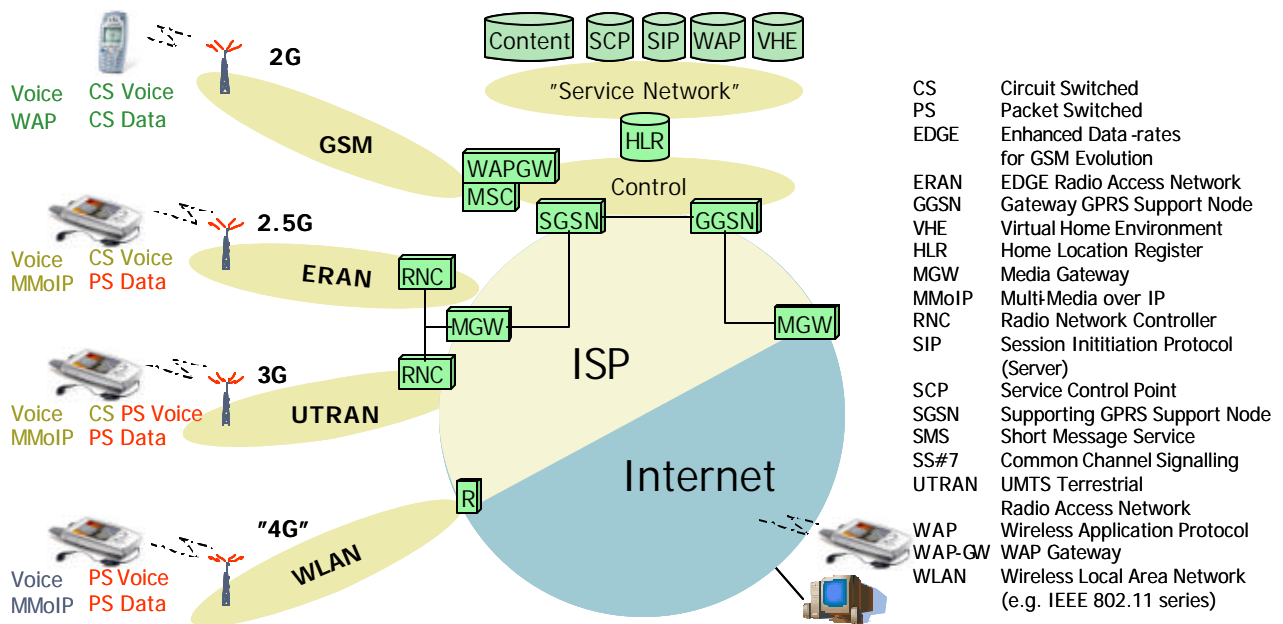 Content
SCP
SIP
WAP
VHE
"Service Network"
HLR
2G
Voice CS Voice
WAP CS Data
GSM
WAPGW
MSC
Control
SGSN
GGSN
2.5G
Voice CS Voice
MMoIP PS Data
ERAN
RNC
MGW
MGW
RNC
ISP
3G
Voice CS PS Voice
MMoIP PS Data
UTRAN
Internet
R
"4G"
Voice PS Voice
MMoIP PS Data
WLAN
CS Circuit Switched
PS Packet Switched
EDGE Enhanced Data-rates
for GSM Evolution
ERAN EDGE Radio Access Network
GGSN Gateway GPRS Support Node
VHE Virtual Home Environment
HLR Home Location Register
MGW Media Gateway
MMoIP Multi-Media over IP
RNC Radio Network Controller
SIP Session Inititiation Protocol
(Server)
SCP Service Control Point
SGSN Supporting GPRS Support Node
SMS Short Message Service
SS#7 Common Channel Signalling
UTRAN UMTS Terrestrial
Radio Access Network
WAP Wireless Application Protocol
WAP-GW WAP Gateway
WLAN Wireless Local Area Network
(e.g. IEEE 802.11 series)